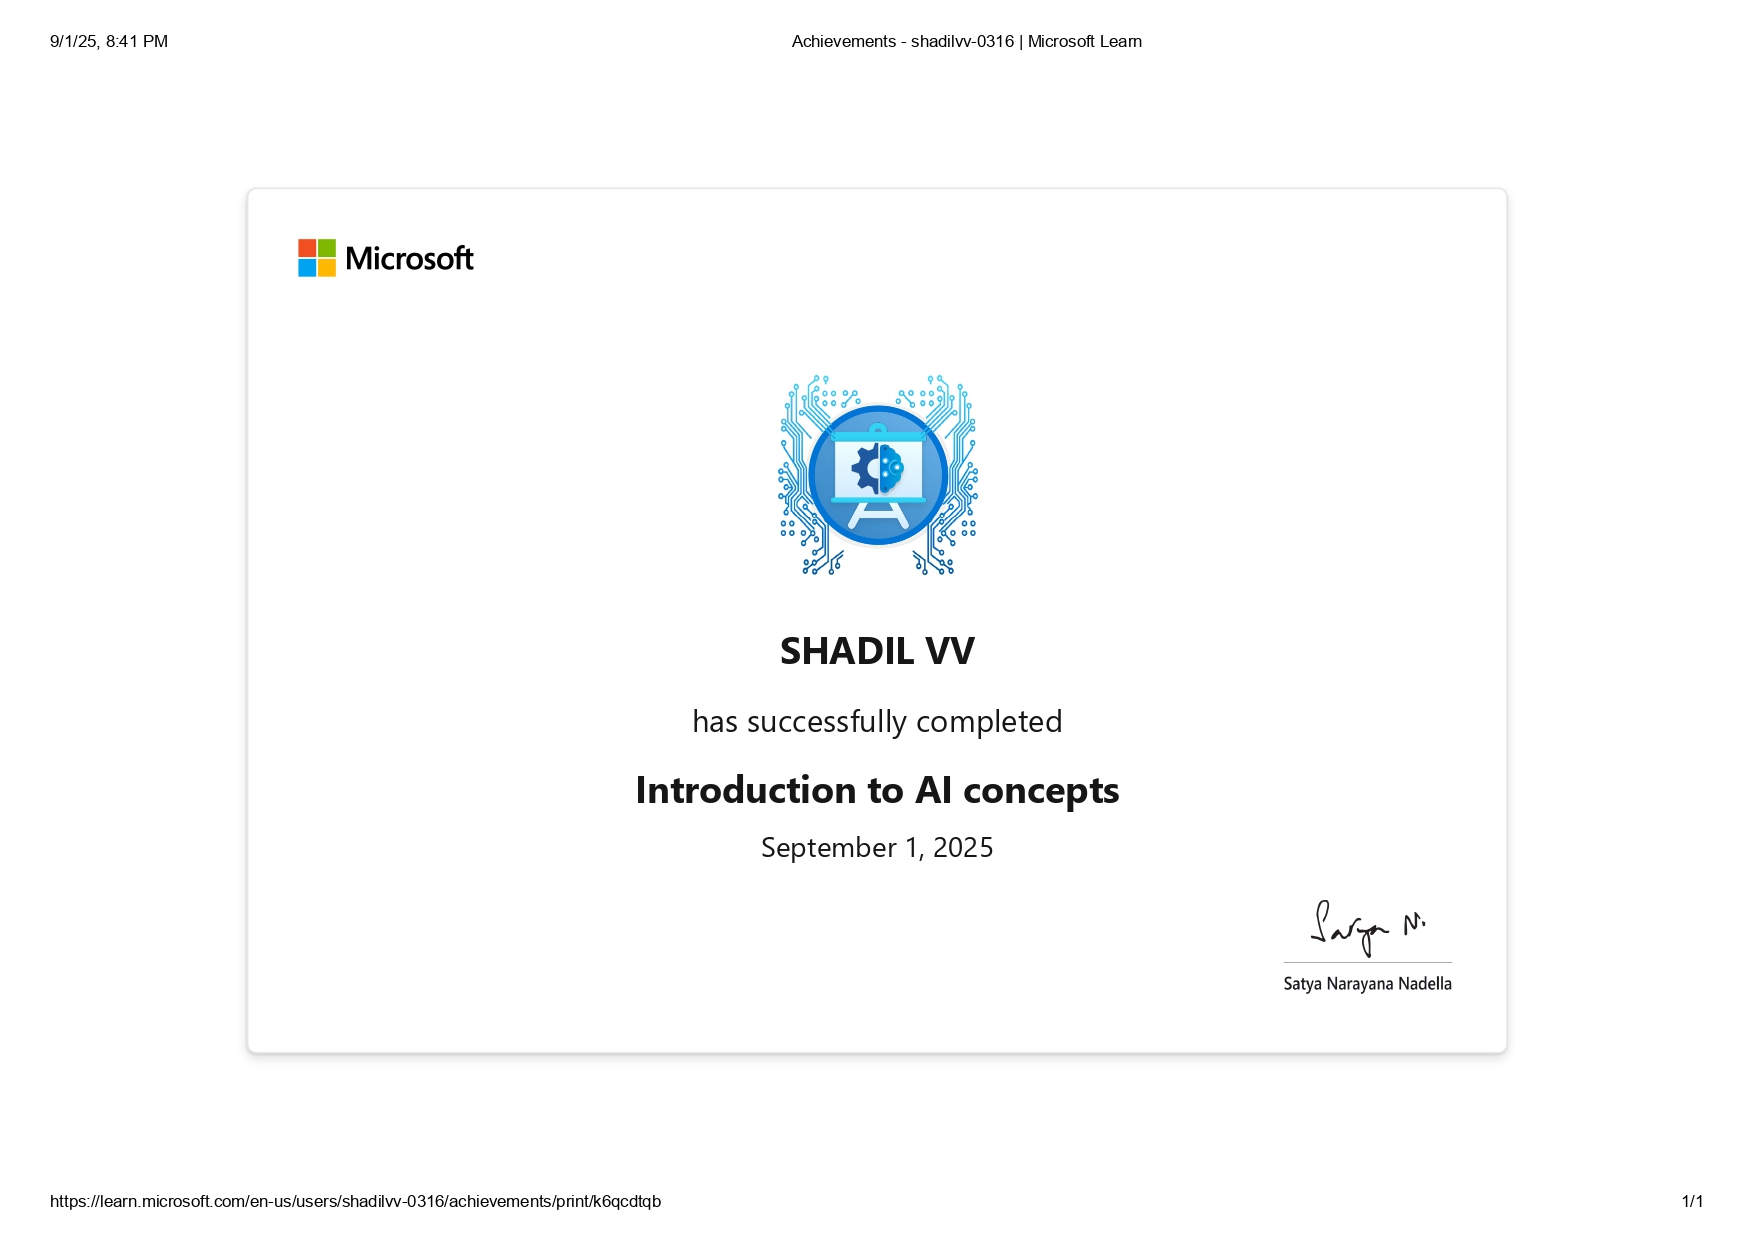 9/1/25, 8:41 PM
Achievements - shadilvv-0316 | Microsoft Learn
Microsoft
SHADIL VV
has successfully completed
Introduction to AI concepts
September 1, 2025
Satya N.
Satya Narayana Nadella
https://learn.microsoft.com/en-us/users/shadilvv-0316/achievements/print/k6qcdtqb
1/1